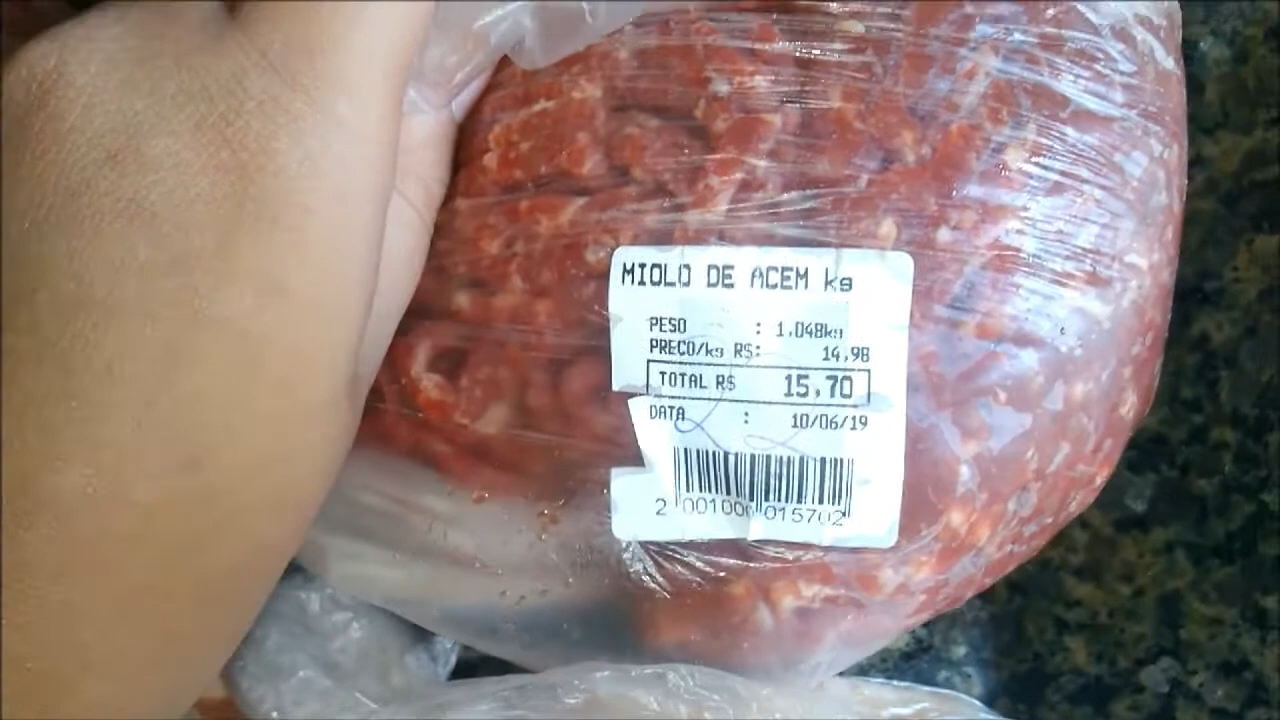 MIOLO DE ACEM kg
PESO : 1.048kg
PRECO/kg R$: 14,98
TOTAL R$ 15,70
DATA : 10/06/19
2 001000 015702